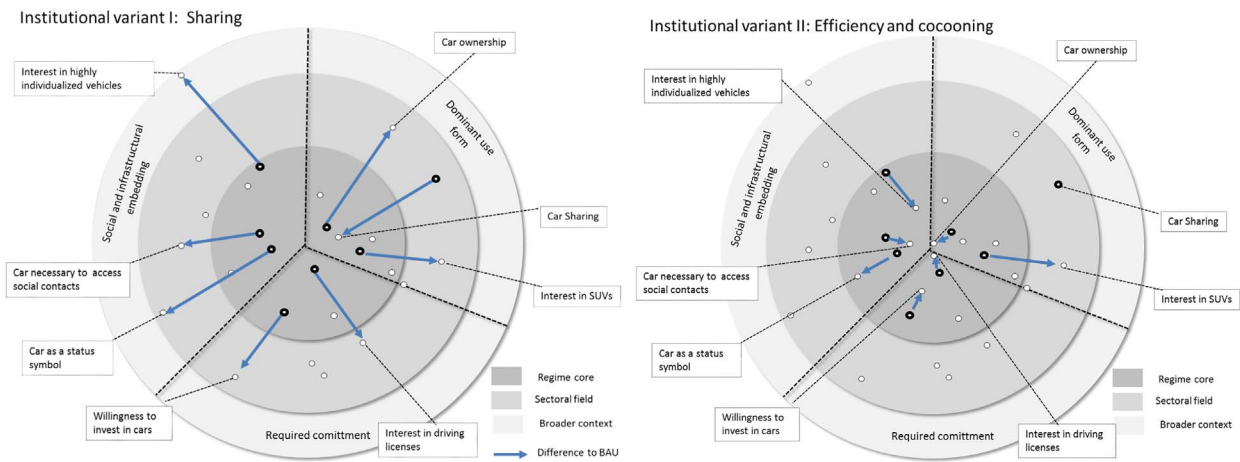 Institutional variant I: Sharing
Car ownership
Interest in highly
individualized vehicles
Dominant use
form
Social and infrastructural
embedding
Car Sharing
Car necessary to access
social contacts
Interest in SUVs
Car as a status
symbol
Regime core
Sectoral field
Willingness to
invest in cars
Interest in driving
licenses
Broader context
Required comittment
Difference to BAU
Institutional variant II: Efficiency and cocooning
Car ownership
Interest in highly
individualized vehicles
Dominant use
form
Social and infrastructural
embedding
Car Sharing
Car necessary to access
social contacts
Interest in SUVs
Car as a status
symbol
Regime core
Sectoral field
Willingness to
invest in cars
Interest in driving
licenses
Broader context
Required comittment